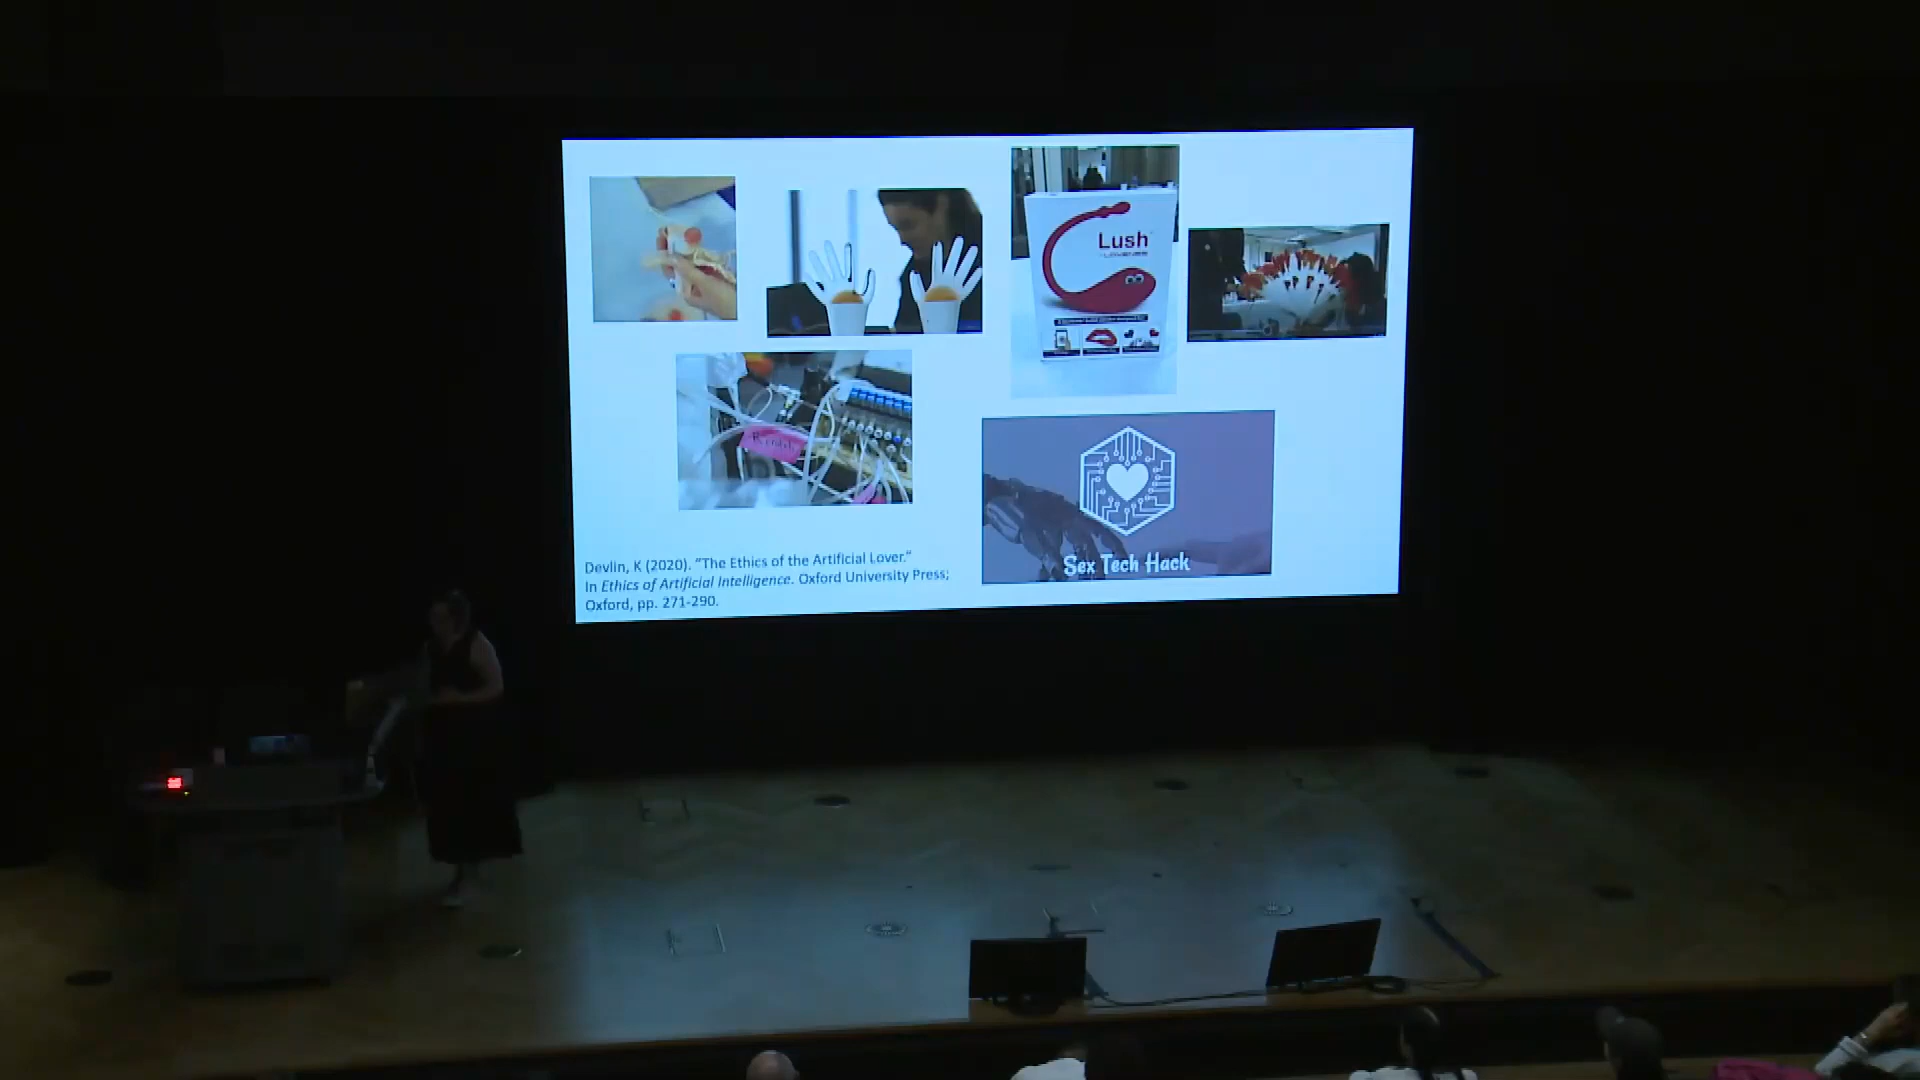 Lush
LOVENSE
Sex Tech Hack
Devlin, K (2020). "The Ethics of the Artificial Lover."
In Ethics of Artificial Intelligence. Oxford University Press;
Oxford, pp. 271-290.